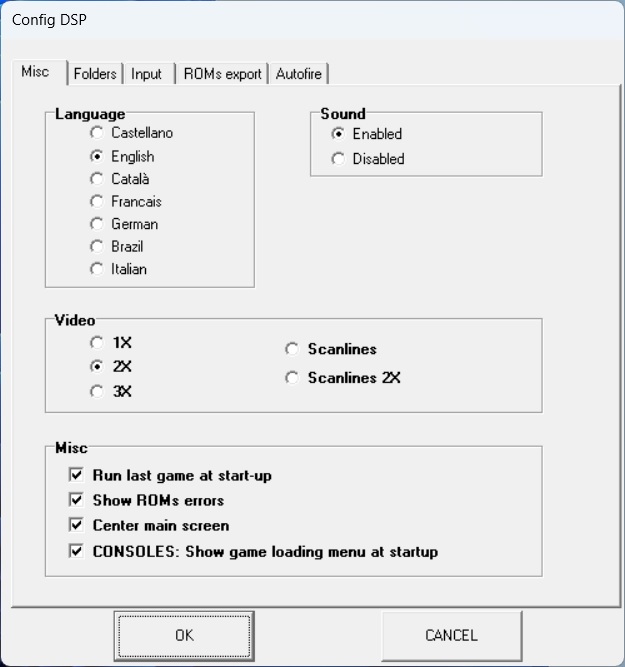 Config DSP
Misc Folders Input ROMs export Autofire
Language
Castellano
English
Català
Francais
German
Brazil
Italian
Sound
Enabled
Disabled
Video
1X
2X
3X
Scanlines
Scanlines 2X
Misc
Run last game at start-up
Show ROMs errors
Center main screen
CONSOLES: Show game loading menu at startup
OK CANCEL